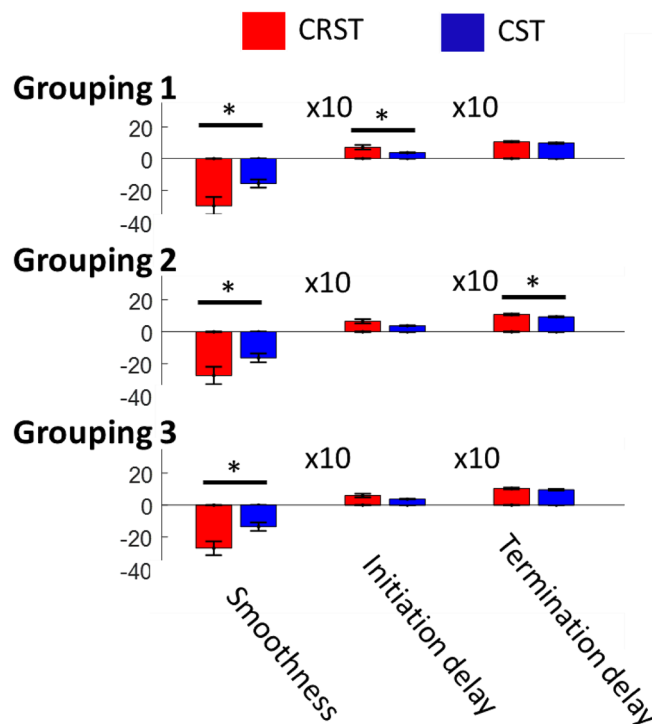 CRST CST
Grouping 1
* x10 * x10
20
0
-20
-40
Grouping 2
* x10 x10 *
20
0
-20
-40
Grouping 3
* x10 x10
20
0
-20
-40
Smoothness
Initiation delay
Termination delay